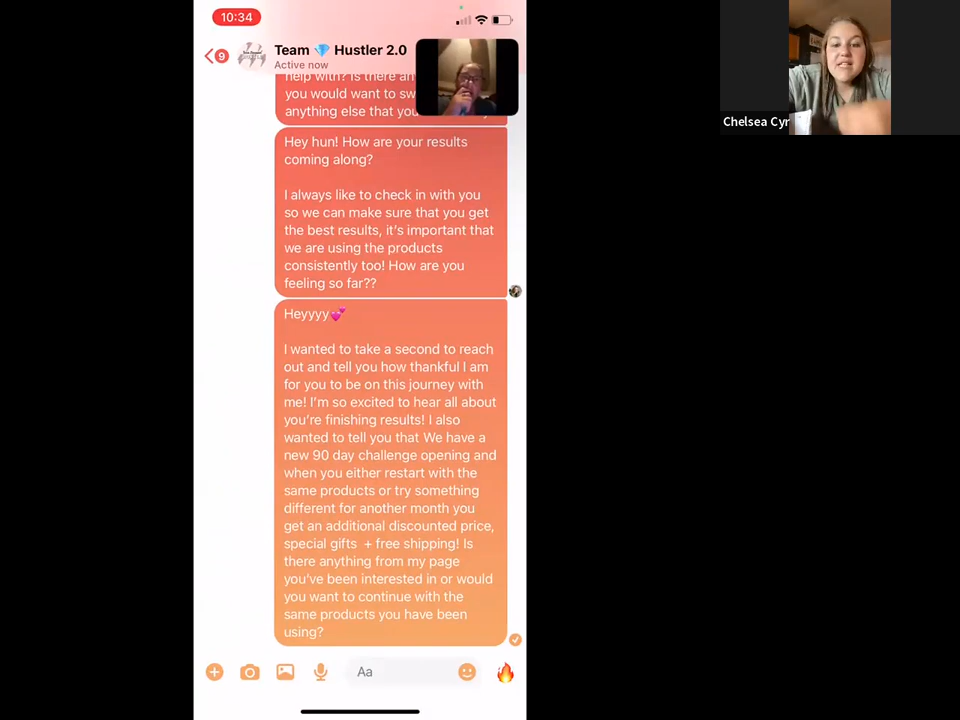 10:34
9
Team 💎 Hustler 2.0
Active now
help with? Is there an
you would want to sw
anything else that you
Hey hun! How are your results
coming along?
I always like to check in with you
so we can make sure that you get
the best results, it's important that
we are using the products
consistently too! How are you
feeling so far??
Heyyyy💕
I wanted to take a second to reach
out and tell you how thankful I am
for you to be on this journey with
me! I'm so excited to hear all about
you're finishing results! I also
wanted to tell you that We have a
new 90 day challenge opening and
when you either restart with the
same products or try something
different for another month you
get an additional discounted price,
special gifts + free shipping! Is
there anything from my page
you've been interested in or would
you want to continue with the
same products you have been
using?
Aa
Chelsea Cyr